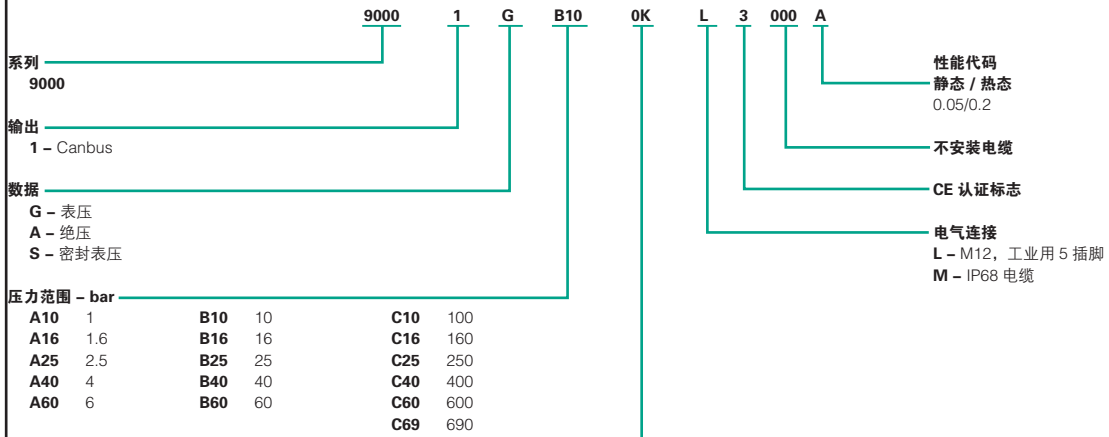 9000 1 G B10 0K L 3 000 A
系列
9000
输出
1 – Canbus
数据
G – 表压
A – 绝压
S – 密封表压
压力范围 – bar
A10 1 B10 10 C10 100
A16 1.6 B16 16 C16 160
A25 2.5 B25 25 C25 250
A40 4 B40 40 C40 400
A60 6 B60 60 C60 600
C69 690
性能代码
静态 / 热态
0.05/0.2
不安装电缆
CE 认证标志
电气连接
L – M12，工业用 5 插脚
M – IP68 电缆